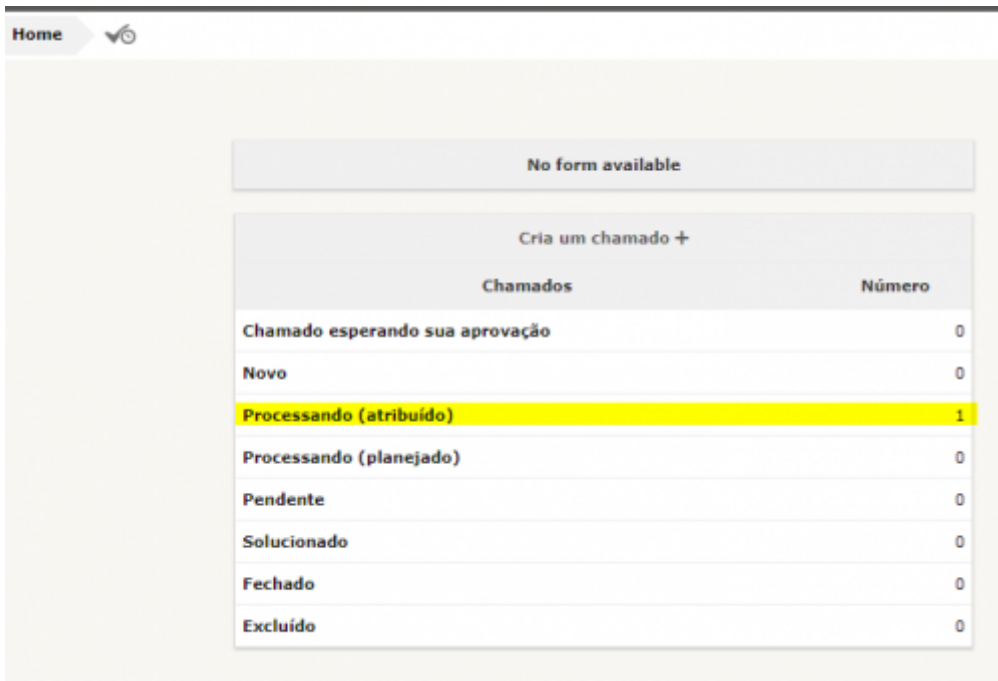 Home
No form available
Cria um chamado +
Chamados Número
Chamado esperando sua aprovação 0
Novo 0
Processando (atribuído) 1
Processando (planejado) 0
Pendente 0
Solucionado 0
Fechado 0
Excluído 0